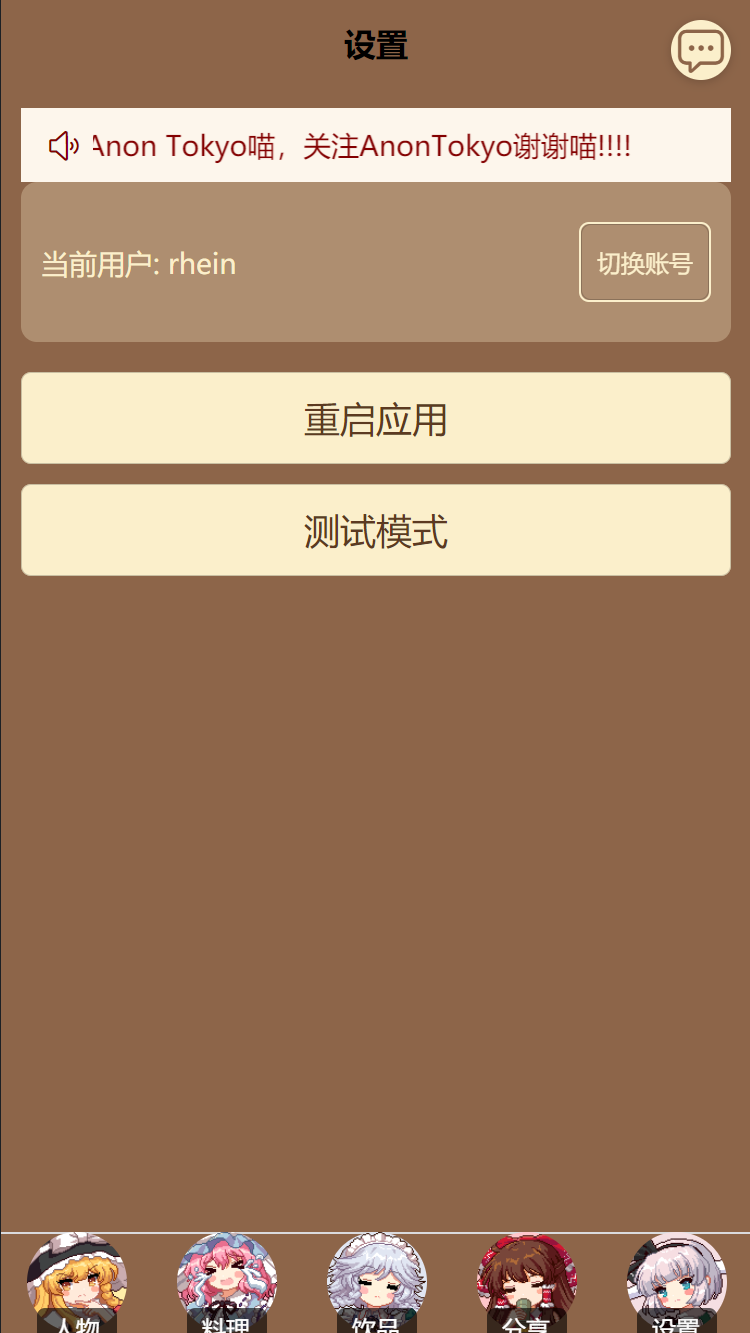 设置
Anon Tokyo喵，关注AnonTokyo谢谢喵!!!!
当前用户: rhein
切换账号
重启应用
测试模式
人物
料理
饮品
分享
设置